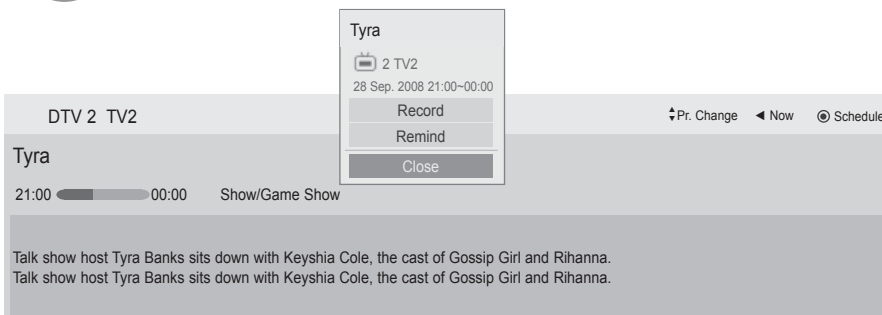 Tyra
2 TV2
28 Sep. 2008 21:00~00:00
Record
Remind
Close
DTV 2 TV2
Pr. Change
Now
Schedule
Tyra
21:00
00:00
Show/Game Show
Talk show host Tyra Banks sits down with Keyshia Cole, the cast of Gossip Girl and Rihanna.
Talk show host Tyra Banks sits down with Keyshia Cole, the cast of Gossip Girl and Rihanna.